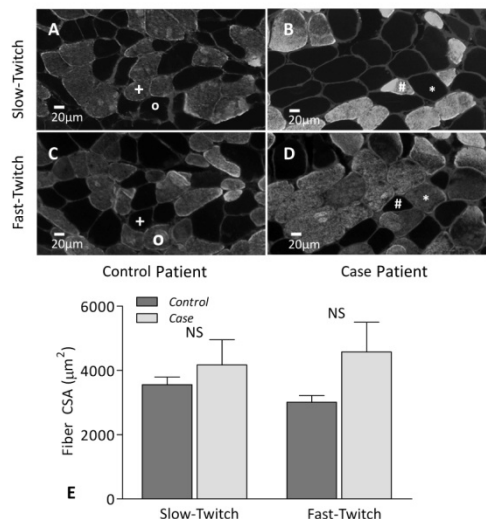 A
B
Slow-Twitch
+
o
#
*
20µm
20µm
C
D
Fast-Twitch
+
o
#
*
20µm
20µm
Control Patient
Case Patient
6000
4000
2000
0
Fiber CSA (µm²)
Control
Case
NS
NS
E
Slow-Twitch
Fast-Twitch